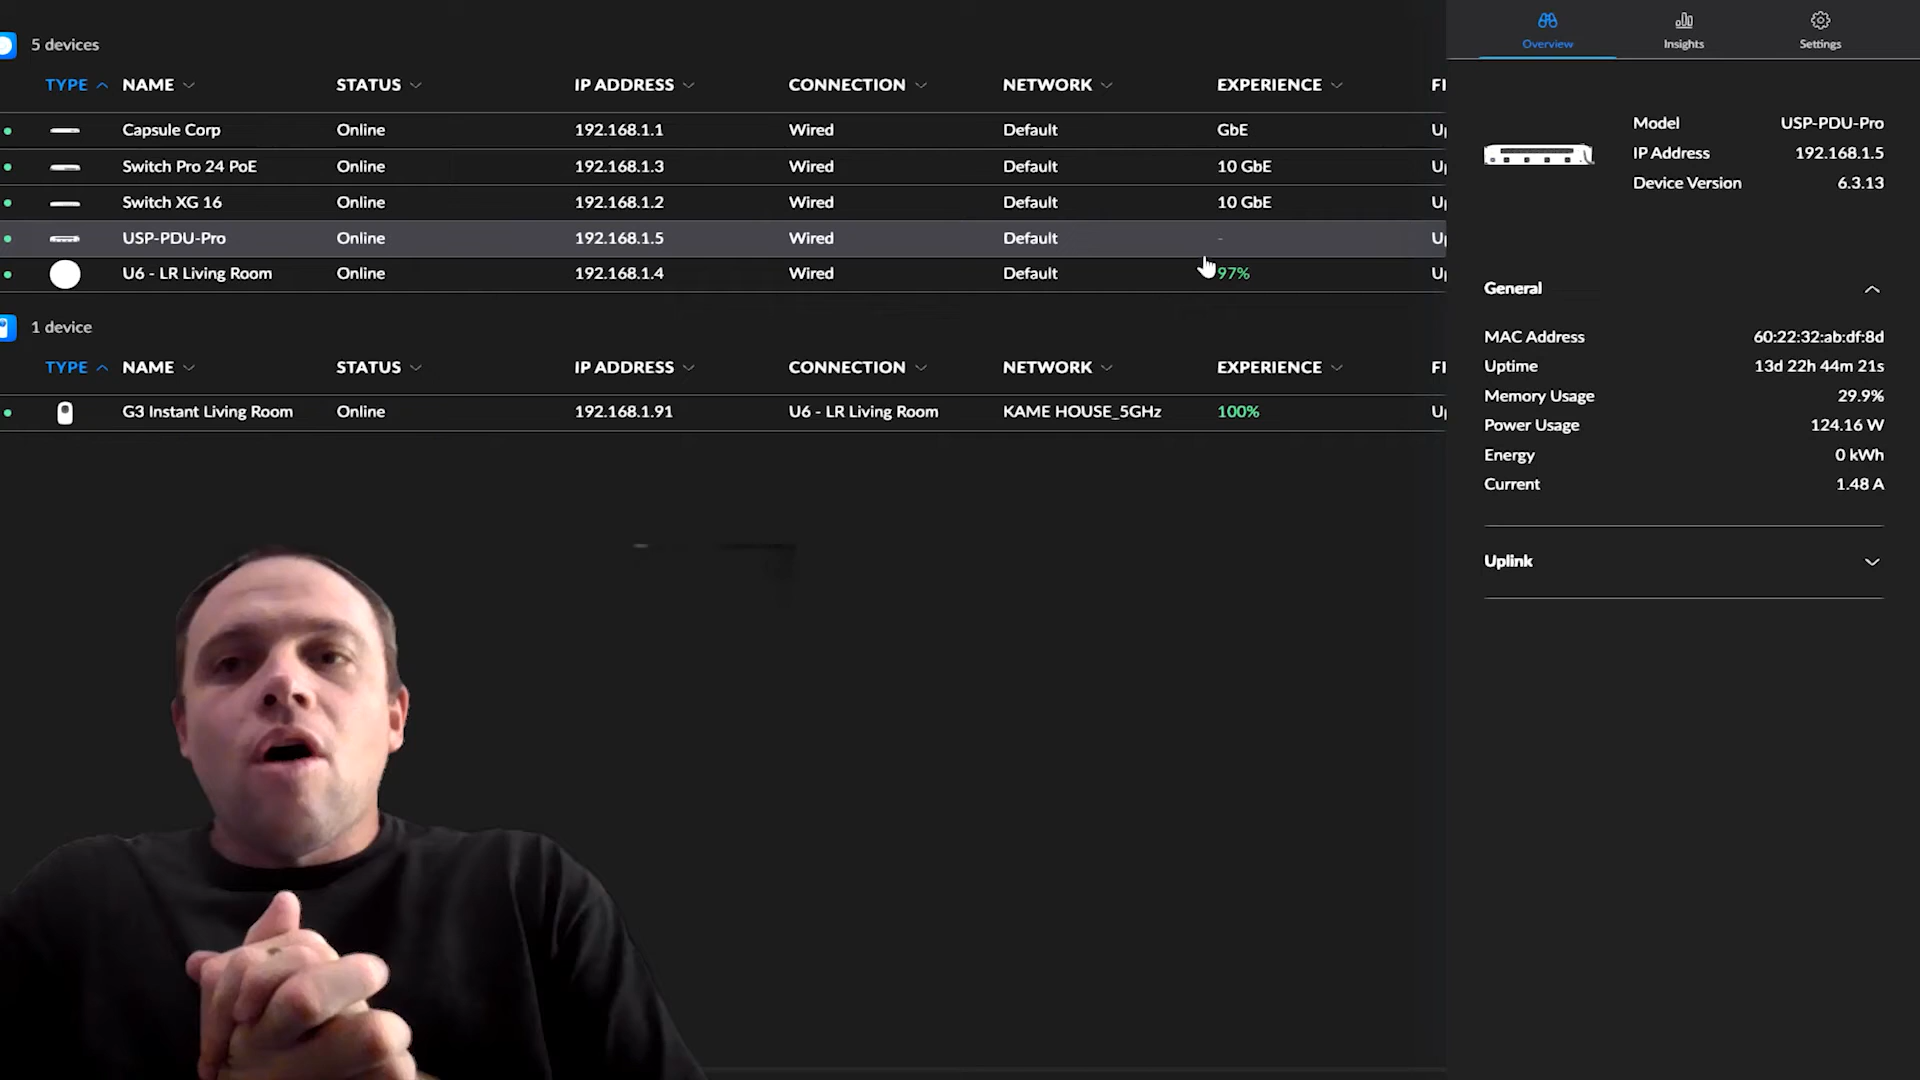 5 devices
TYPE NAME STATUS IP ADDRESS CONNECTION NETWORK EXPERIENCE
Capsule Corp Online 192.168.1.1 Wired Default GbE
Switch Pro 24 PoE Online 192.168.1.3 Wired Default 10 GbE
Switch XG 16 Online 192.168.1.2 Wired Default 10 GbE
USP-PDU-Pro Online 192.168.1.5 Wired Default -
U6 - LR Living Room Online 192.168.1.4 Wired Default 97%
1 device
TYPE NAME STATUS IP ADDRESS CONNECTION NETWORK EXPERIENCE
G3 Instant Living Room Online 192.168.1.91 U6 - LR Living Room KAME HOUSE_5GHz 100%
Overview Insights Settings
Model USP-PDU-Pro
IP Address 192.168.1.5
Device Version 6.3.13
General
MAC Address 60:22:32:ab:df:8d
Uptime 13d 22h 44m 21s
Memory Usage 29.9%
Power Usage 124.16 W
Energy 0 kWh
Current 1.48 A
Uplink